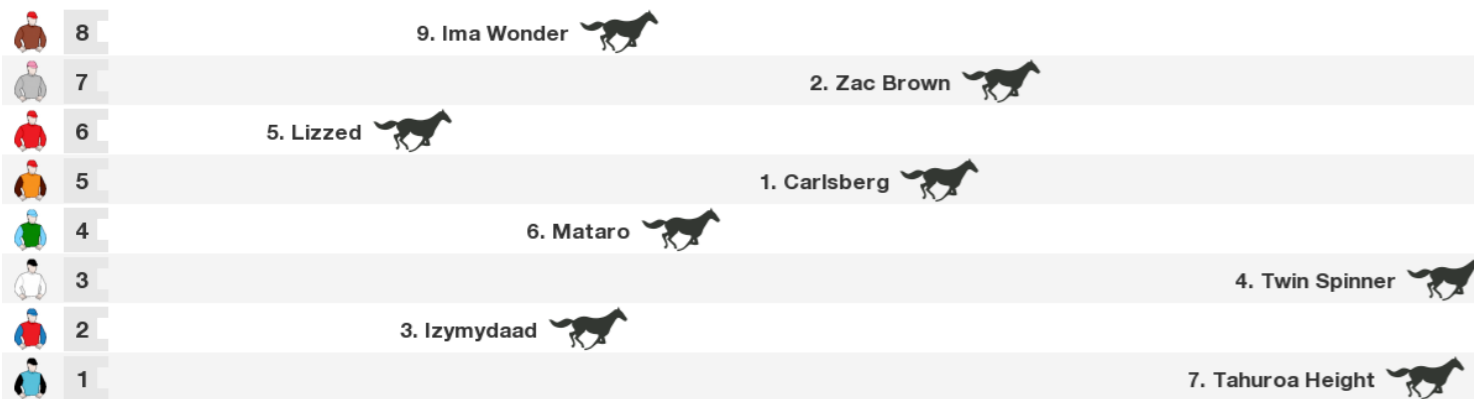 8 9. Ima Wonder
7 2. Zac Brown
6 5. Lizzed
5 1. Carlsberg
4 6. Mataro
3 4. Twin Spinner
2 3. Izymydaad
1 7. Tahuroa Height